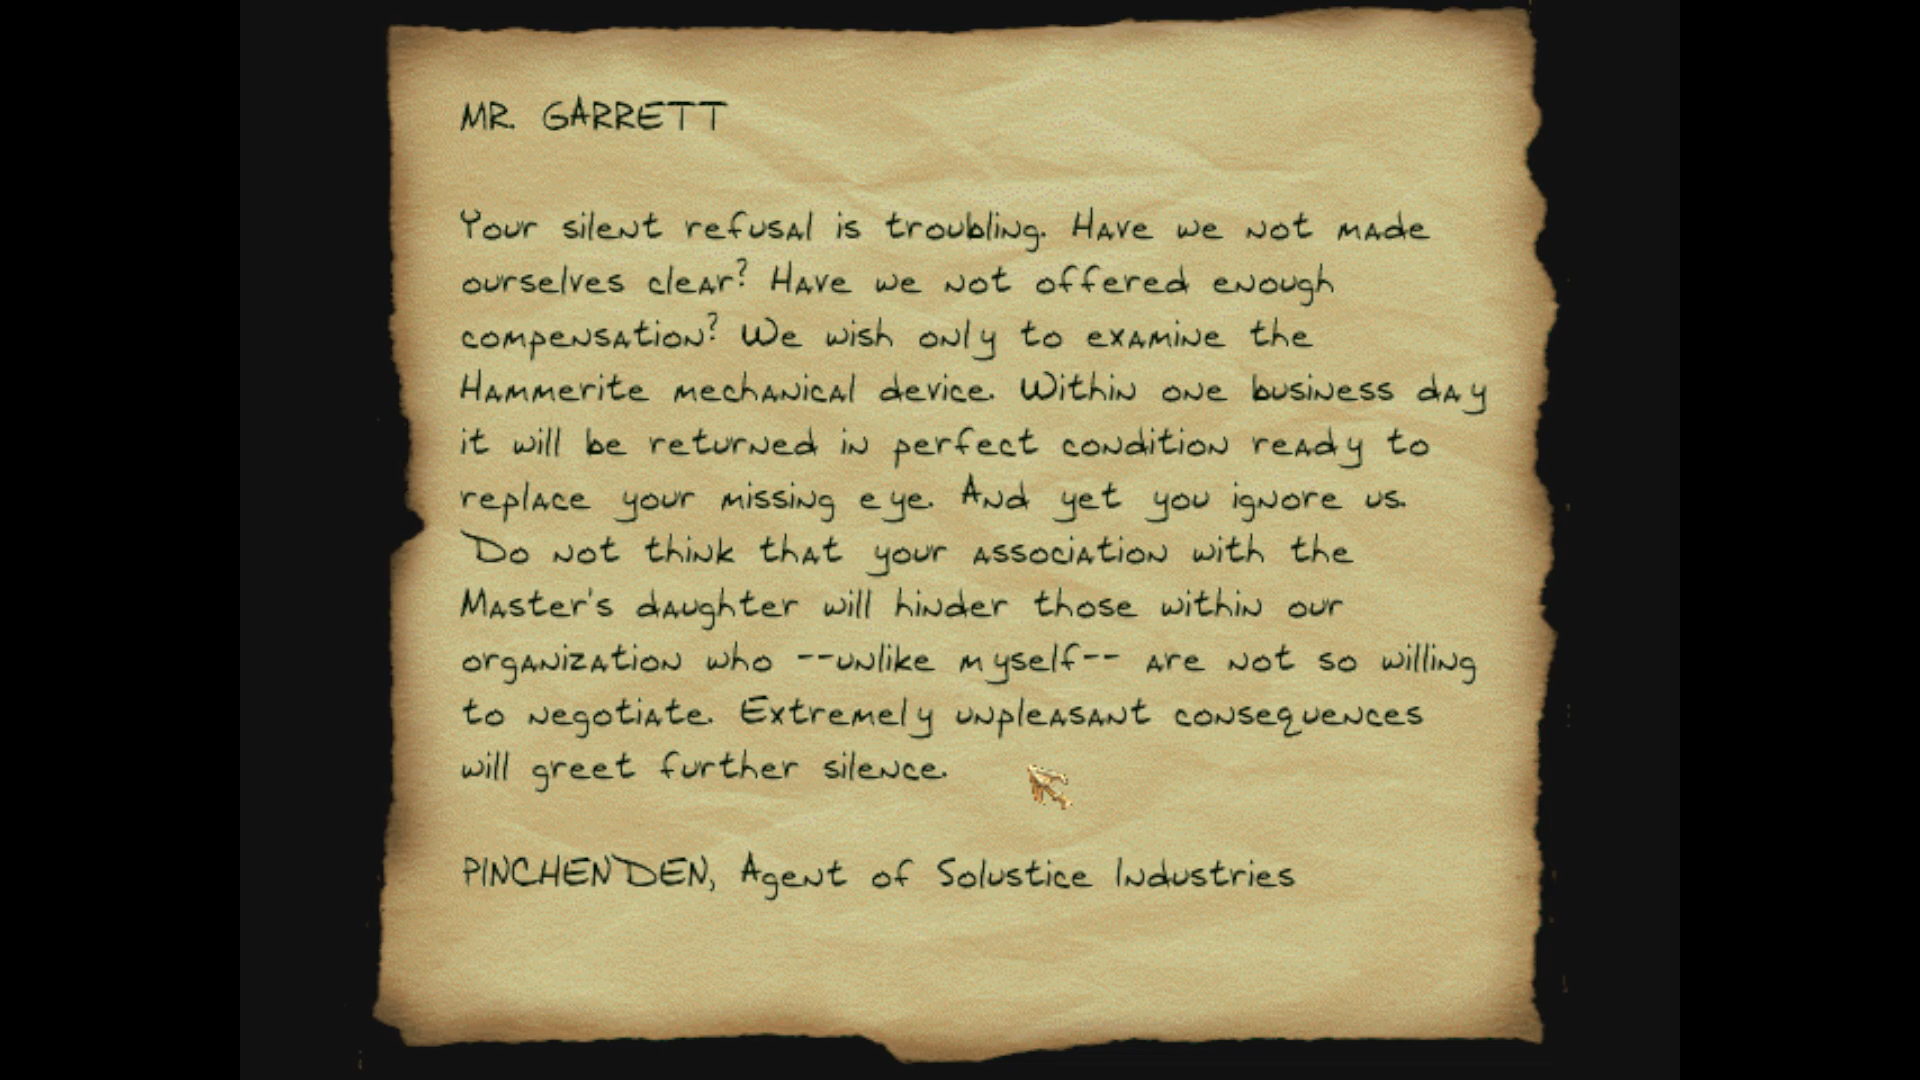 MR. GARRETT
Your silent refusal is troubling. Have we not made
ourselves clear? Have we not offered enough
compensation? We wish only to examine the
Hammerite mechanical device. Within one business day
it will be returned in perfect condition ready to
replace your missing eye. And yet you ignore us.
Do not think that your association with the
Master's daughter will hinder those within our
organization who --unlike myself-- are not so willing
to negotiate. Extremely unpleasant consequences
will greet further silence.
PINCHENDEN, Agent of Solustice Industries